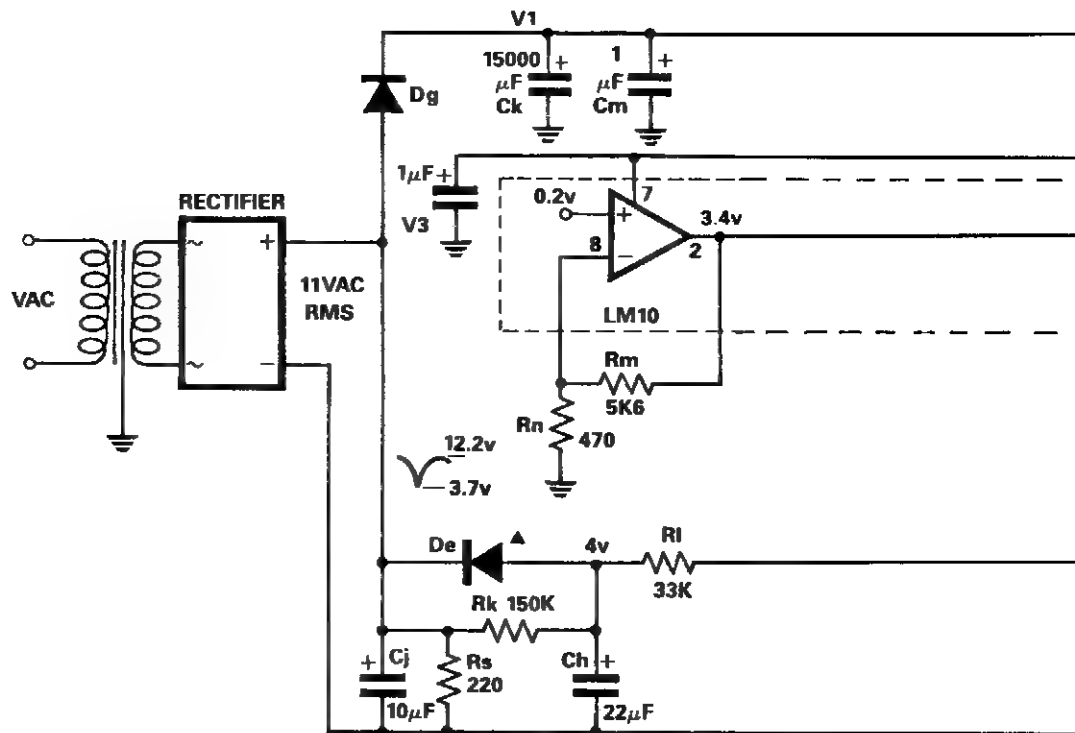 V1
15000
μF
Ck
+
1
μF
Cm
+
Dg
1μF
+
V3
7
0.2v
+
8
−
3.4v
2
LM10
RECTIFIER
~
+
~
−
11VAC
RMS
VAC
Rm
5K6
Rn
470
12.2v
3.7v
De
4v
Rl
33K
Rk 150K
+
Cj
10μF
Rs
220
Ch
+
22μF